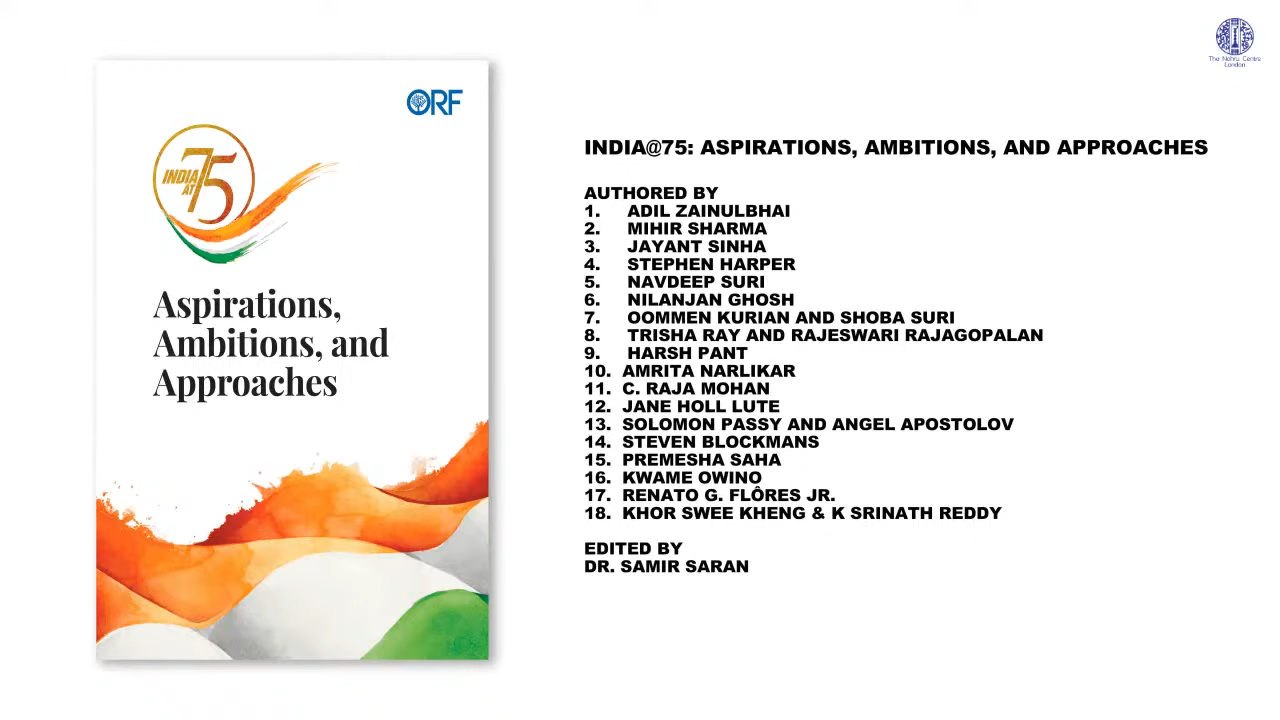 ORF
INDIA
AT
75
Aspirations,
Ambitions, and
Approaches
The Nehru Centre
London
INDIA@75: ASPIRATIONS, AMBITIONS, AND APPROACHES
AUTHORED BY
1. ADIL ZAINULBHAI
2. MIHIR SHARMA
3. JAYANT SINHA
4. STEPHEN HARPER
5. NAVDEEP SURI
6. NILANJAN GHOSH
7. OOMMEN KURIAN AND SHOBA SURI
8. TRISHA RAY AND RAJESWARI RAJAGOPALAN
9. HARSH PANT
10. AMRITA NARLIKAR
11. C. RAJA MOHAN
12. JANE HOLL LUTE
13. SOLOMON PASSY AND ANGEL APOSTOLOV
14. STEVEN BLOCKMANS
15. PREMESHA SAHA
16. KWAME OWINO
17. RENATO G. FLÔRES JR.
18. KHOR SWEE KHENG & K SRINATH REDDY
EDITED BY
DR. SAMIR SARAN